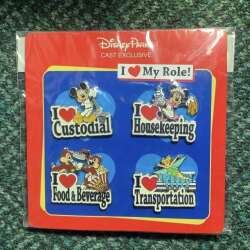 Disney Parks
CAST EXCLUSIVE
I ❤ My Role!
I ❤
Custodial
I ❤
Housekeeping
I ❤
Food & Beverage
I ❤
Transportation